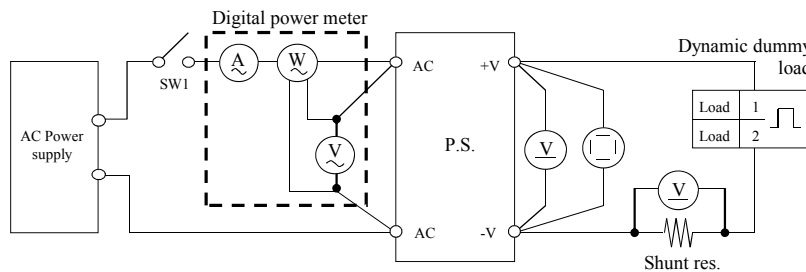 Digital power meter
Dynamic dummy
load
SW1
A
W
AC
+V
AC Power
supply
V
P.S.
V
Load 1
Load 2
AC
-V
V
Shunt res.